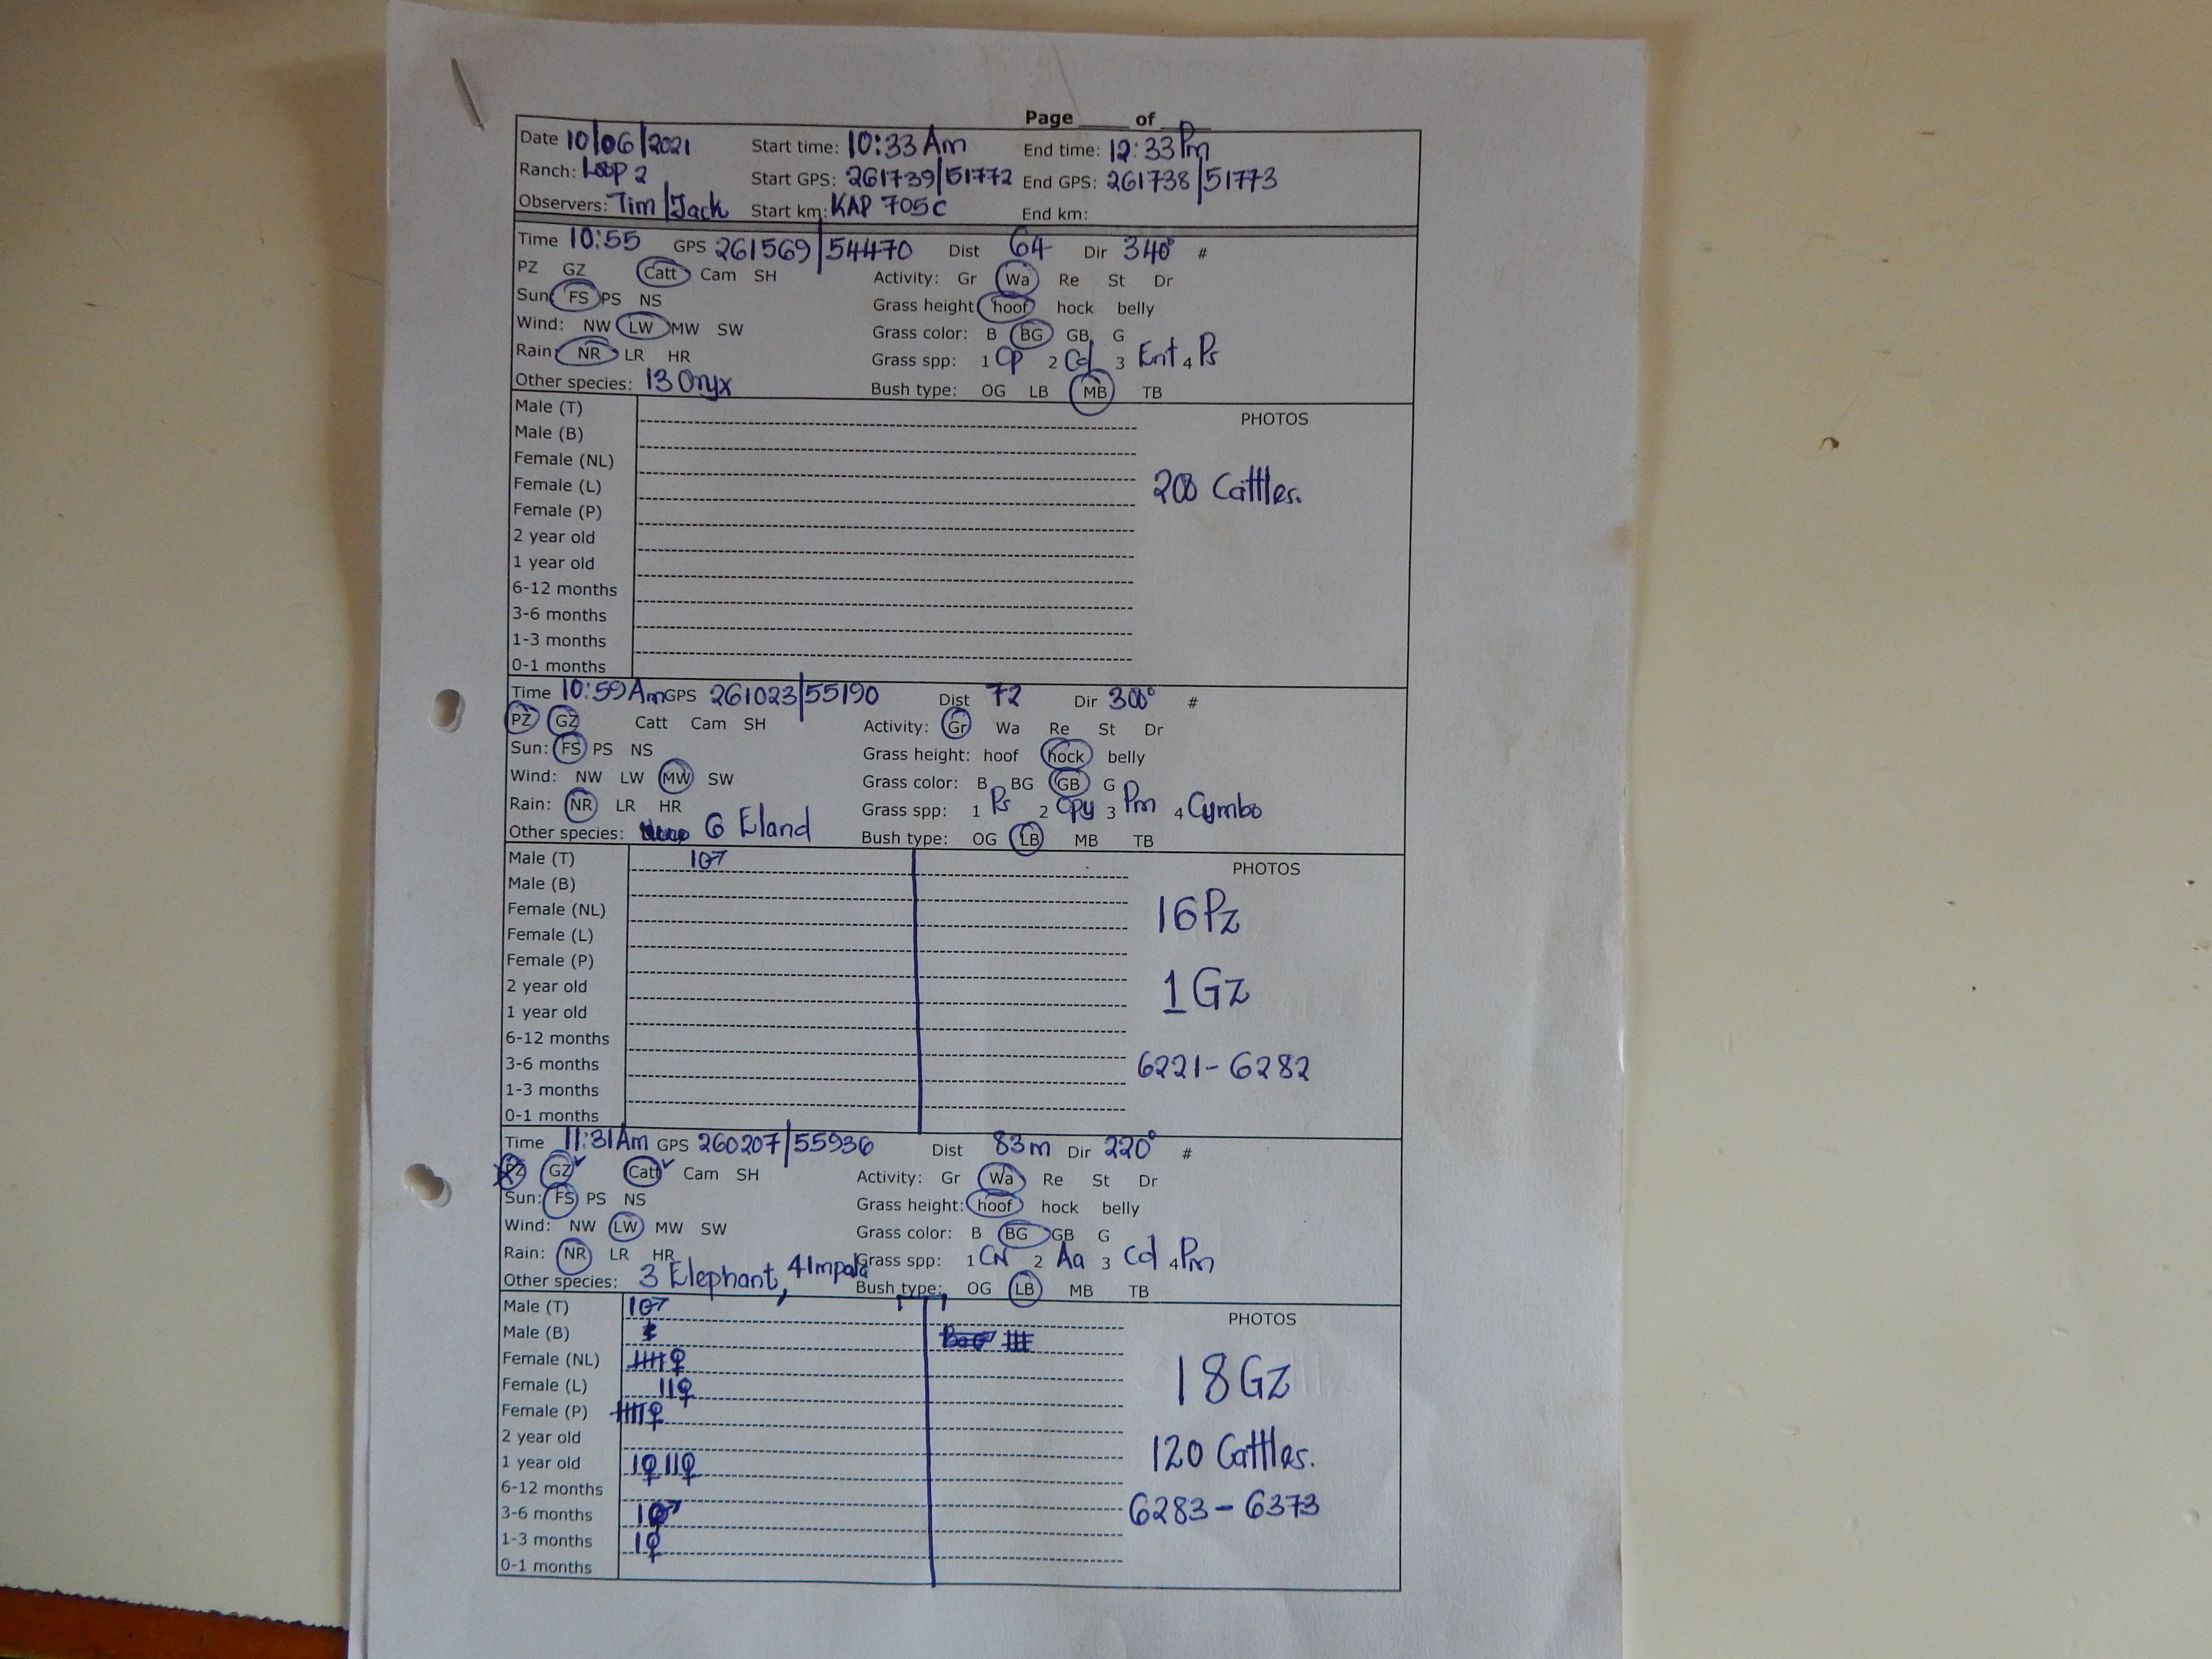 Page ____ of ____
Date 10/06/2021 Start time: 10:33 Am End time: 12:33 Pm
Ranch: Loop 2 Start GPS: 261739/51772 End GPS: 261738/51773
Observers: Tim/Jack Start km: KAP 705C End km:
Time 10:55 GPS 261569/54470 Dist 64 Dir 340° #
PZ GZ Catt Cam SH Activity: Gr Wa Re St Dr
Sun: FS PS NS Grass height: hoof hock belly
Wind: NW LW MW SW Grass color: B BG GB G
Rain: NR LR HR Grass spp: 1 Cp 2 Cd 3 Ent 4 Ps
Other species: 13 Oryx Bush type: OG LB MB TB
Male (T) PHOTOS
Male (B)
Female (NL)
Female (L) 200 Cattles.
Female (P)
2 year old
1 year old
6-12 months
3-6 months
1-3 months
0-1 months
Time 10:59 Am GPS 261023/55190 Dist 72 Dir 300° #
PZ GZ Catt Cam SH Activity: Gr Wa Re St Dr
Sun: FS PS NS Grass height: hoof hock belly
Wind: NW LW MW SW Grass color: B BG GB G
Rain: NR LR HR Grass spp: 1 Ps 2 Cpy 3 Pm 4 Cymbo
Other species: 6 Eland Bush type: OG LB MB TB
Male (T) 1♂ PHOTOS
Male (B)
Female (NL) 16 Pz
Female (L)
Female (P)
2 year old 1 Gz
1 year old
6-12 months
3-6 months 6221-6282
1-3 months
0-1 months
Time 11:31 Am GPS 260207/55936 Dist 83m Dir 220° #
PZ GZ Catt Cam SH Activity: Gr Wa Re St Dr
Sun: FS PS NS Grass height: hoof hock belly
Wind: NW LW MW SW Grass color: B BG GB G
Rain: NR LR HR Grass spp: 1 CN 2 Aa 3 Cd 4 Pm
Other species: 3 Elephant, 4 Impala Bush type: OG LB MB TB
Male (T) 1♂ PHOTOS
Male (B)
Female (NL) ♀ 18 Gz
Female (L) 11♀
Female (P) ♀
2 year old
1 year old 1♀ 11♀ 120 Cattles.
6-12 months
3-6 months 1♂ 6283-6373
1-3 months 1♀
0-1 months